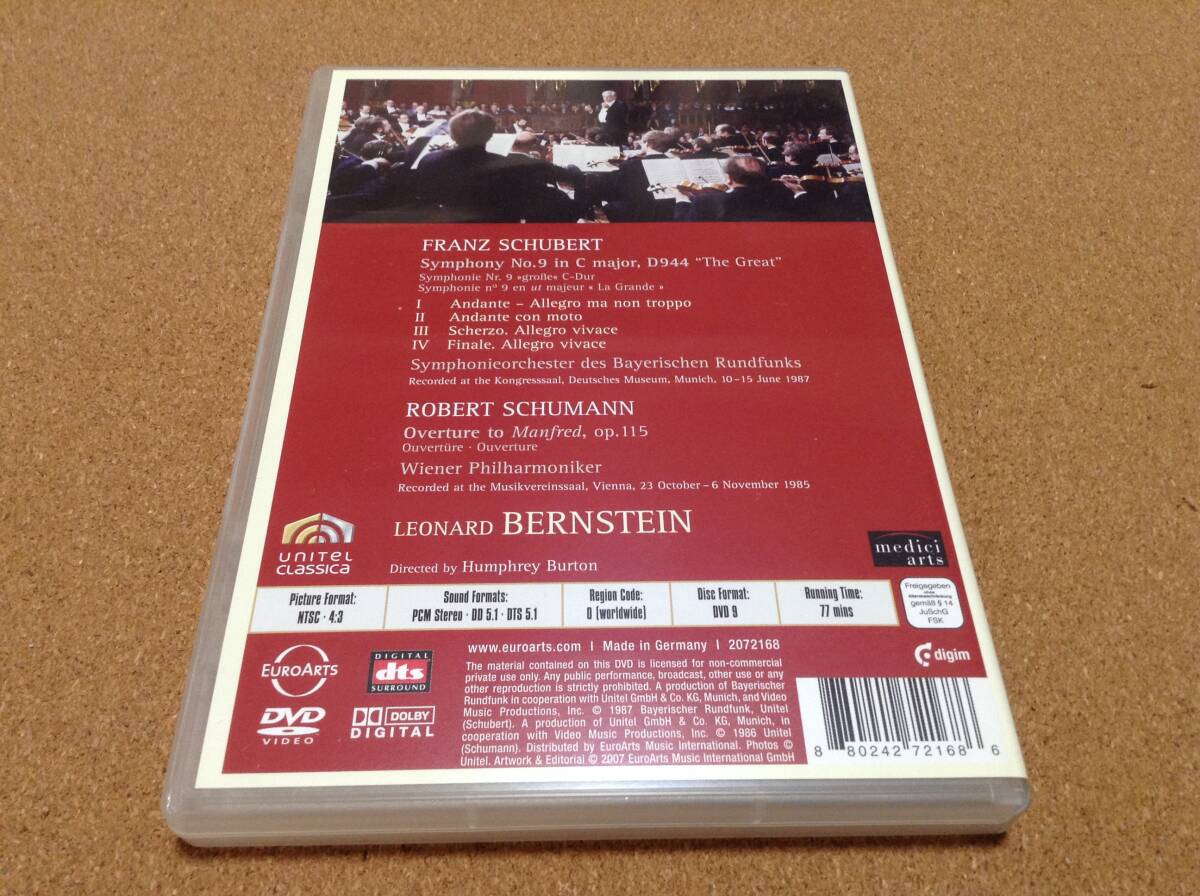 FRANZ SCHUBERT
Symphony No.9 in C major, D944 “The Great”
Symphonie Nr. 9 »große« C-Dur
Symphonie nº 9 en ut majeur « La Grande »
I Andante – Allegro ma non troppo
II Andante con moto
III Scherzo. Allegro vivace
IV Finale. Allegro vivace
Symphonieorchester des Bayerischen Rundfunks
Recorded at the Kongresssaal, Deutsches Museum, Munich, 10–15 June 1987
ROBERT SCHUMANN
Overture to Manfred, op.115
Ouvertüre · Ouverture
Wiener Philharmoniker
Recorded at the Musikvereinssaal, Vienna, 23 October – 6 November 1985
LEONARD BERNSTEIN
Directed by Humphrey Burton
UNITEL
CLASSICA
medici
arts
Picture Format:
NTSC · 4:3
Sound Formats:
PCM Stereo · DD 5.1 · DTS 5.1
Region Code:
0 (worldwide)
Disc Format:
DVD 9
Running Time:
77 mins
Freigegeben
ohne
Altersbeschränkung
gemäß § 14
JuSchG
FSK
www.euroarts.com | Made in Germany | 2072168
The material contained on this DVD is licensed for non-commercial
private use only. Any public performance, broadcast, other use or any
other reproduction is strictly prohibited. A production of Bayerischer
Rundfunk in cooperation with Unitel GmbH & Co. KG, Munich, and Video
Music Productions, Inc. © 1987 Bayerischer Rundfunk, Unitel
(Schubert). A production of Unitel GmbH & Co. KG, Munich, in
cooperation with Video Music Productions, Inc. © 1986 Unitel
(Schumann). Distributed by EuroArts Music International. Photos ©
Unitel. Artwork & Editorial © 2007 EuroArts Music International GmbH
EUROARTS
DIGITAL
dts
SURROUND
DVD
VIDEO
DOLBY
DIGITAL
digim
8 80242 72168 6